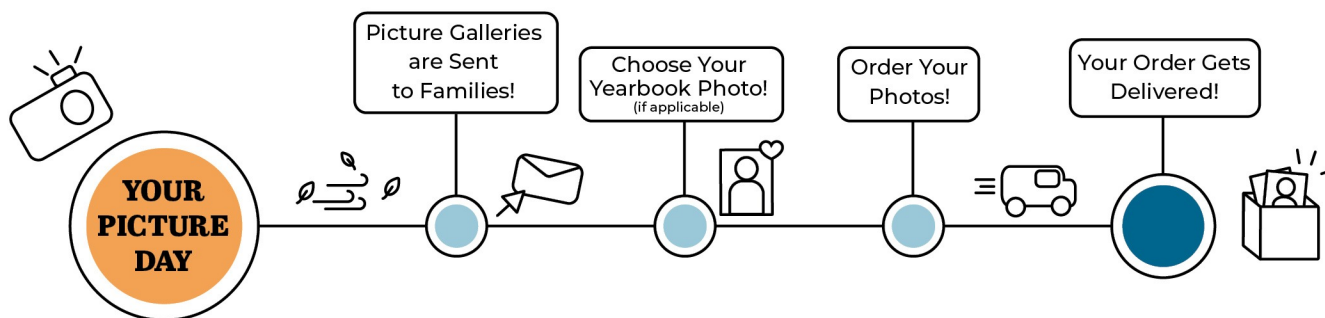 YOUR
PICTURE
DAY
Picture Galleries
are Sent
to Families!
Choose Your
Yearbook Photo!
(if applicable)
Order Your
Photos!
Your Order Gets
Delivered!